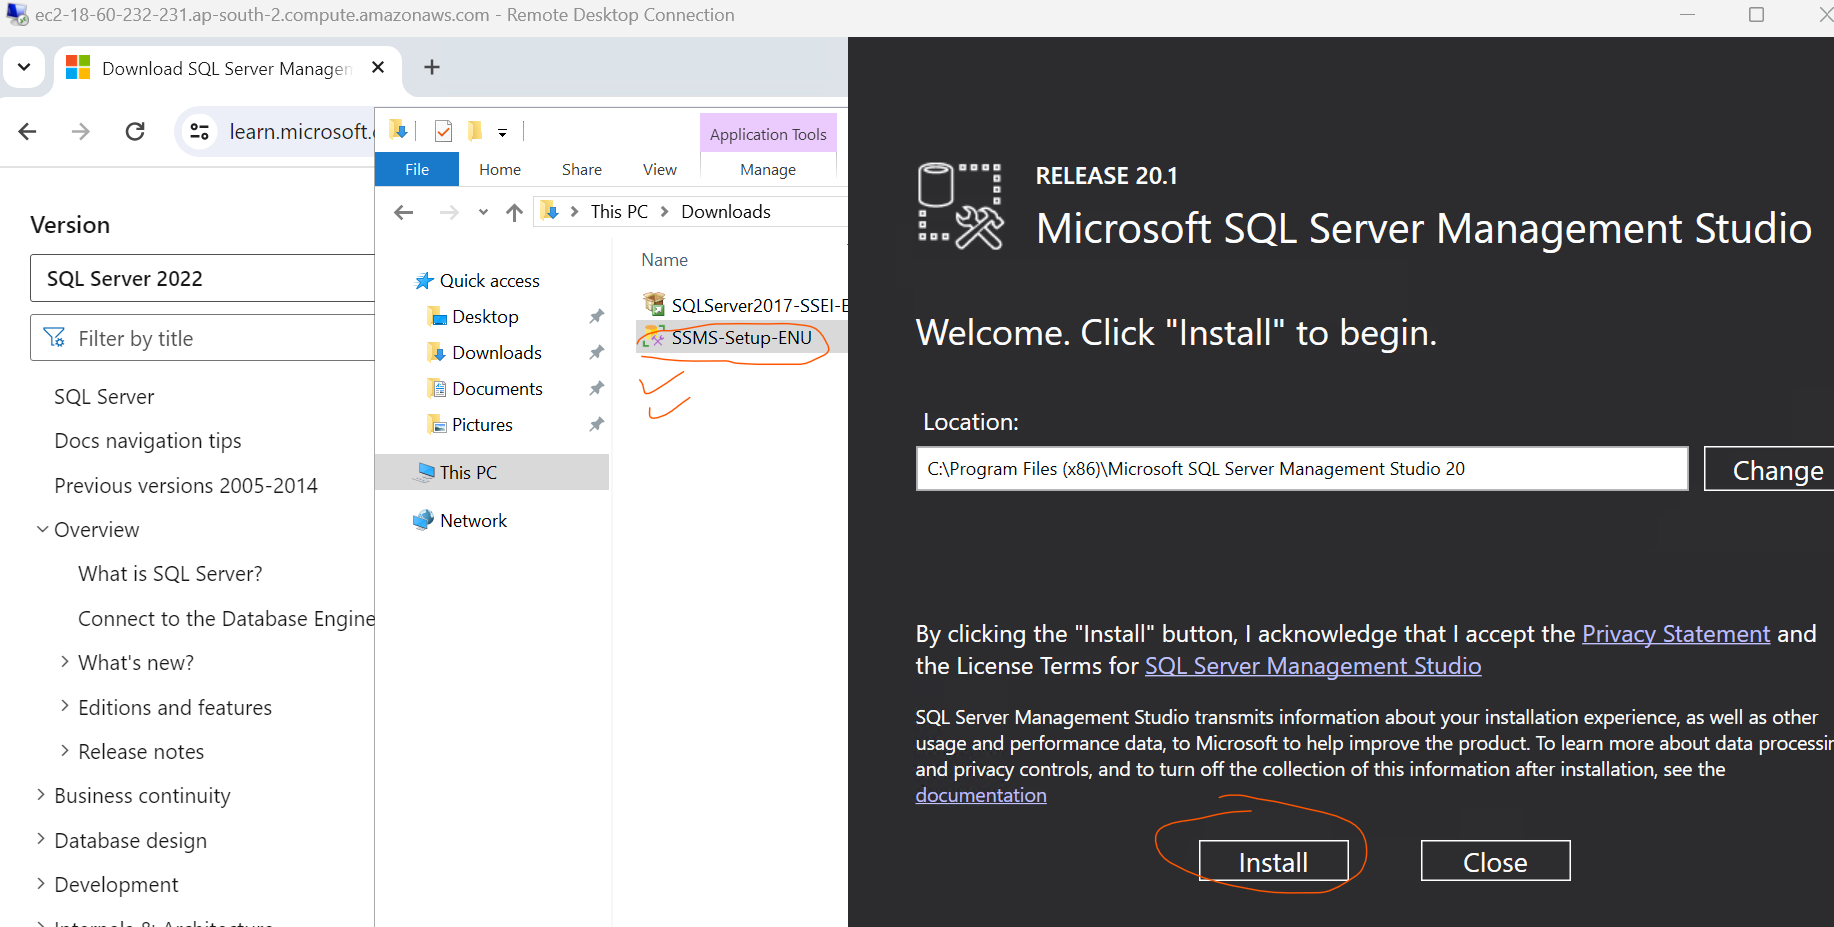 ec2-18-60-232-231.ap-south-2.compute.amazonaws.com - Remote Desktop Connection
Download SQL Server Managen
learn.microsoft.
Version
SQL Server 2022
Filter by title
SQL Server
Docs navigation tips
Previous versions 2005-2014
Overview
What is SQL Server?
Connect to the Database Engine
What's new?
Editions and features
Release notes
Business continuity
Database design
Development
Internals & Architecture
Application Tools
File Home Share View Manage
This PC > Downloads
Quick access
Desktop
Downloads
Documents
Pictures
This PC
Network
Name
SQLServer2017-SSEI-E
SSMS-Setup-ENU
RELEASE 20.1
Microsoft SQL Server Management Studio
Welcome. Click "Install" to begin.
Location:
C:\Program Files (x86)\Microsoft SQL Server Management Studio 20
Change
By clicking the "Install" button, I acknowledge that I accept the Privacy Statement and
the License Terms for SQL Server Management Studio
SQL Server Management Studio transmits information about your installation experience, as well as other
usage and performance data, to Microsoft to help improve the product. To learn more about data processin
and privacy controls, and to turn off the collection of this information after installation, see the
documentation
Install
Close